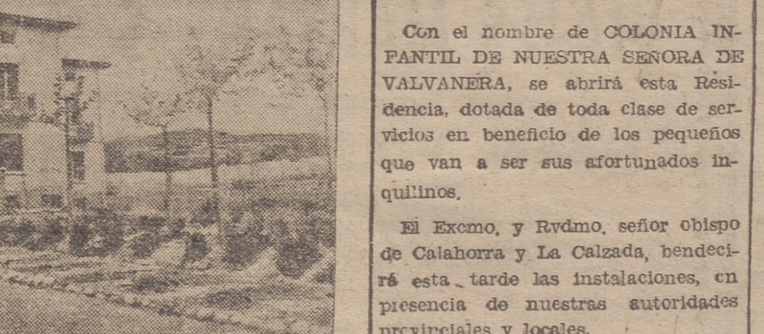 Con el nombre de COLONIA IN-
FANTIL DE NUESTRA SEÑORA DE
VALVANERA, se abrirá esta Resi-
dencia, dotada de toda clase de ser-
vicios en beneficio de los pequeños
que van a ser sus afortunados in-
quilinos.
El Excmo. y Rvdmo. señor obispo
de Calahorra y La Calzada, bendeci-
rá esta tarde las instalaciones, en
presencia de nuestras autoridades
provinciales y locales.